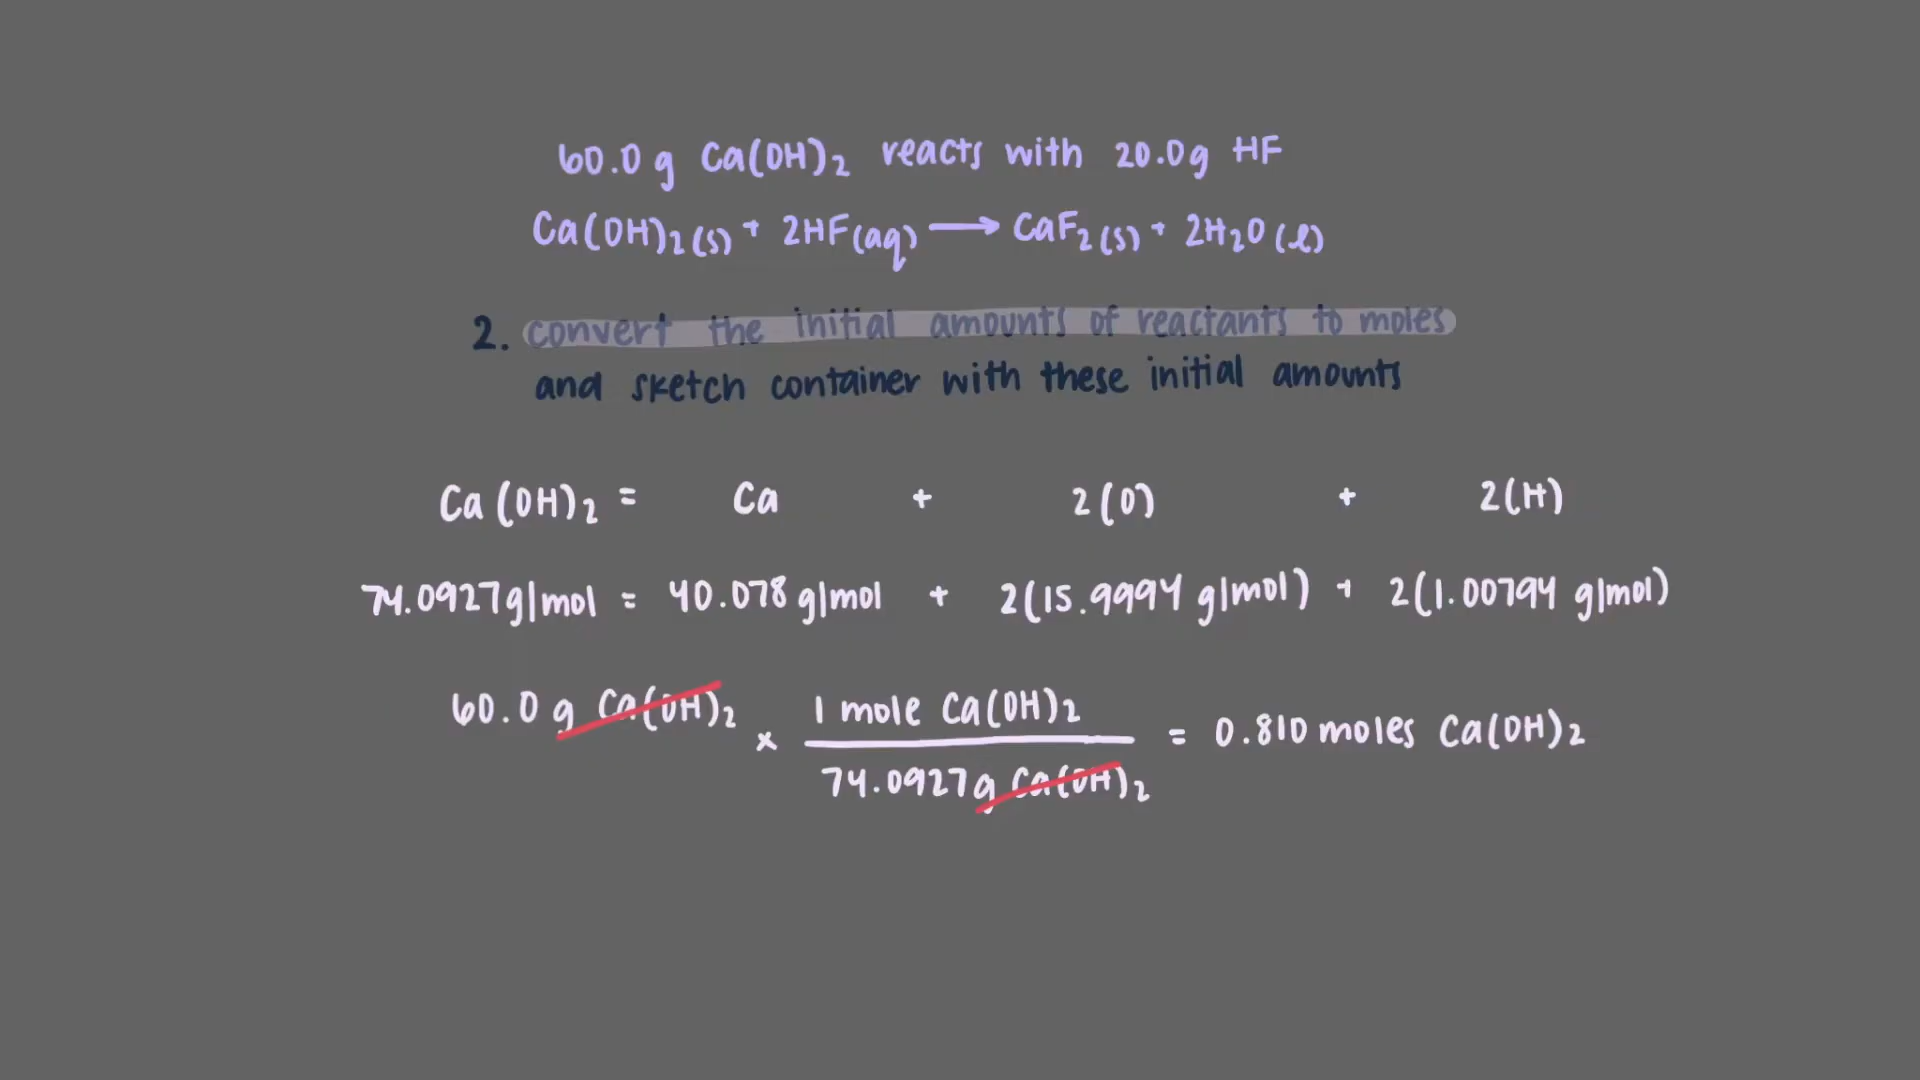 60.0 g Ca(OH)₂ reacts with 20.0g HF
Ca(OH)₂(s) + 2HF(aq) → CaF₂(s) + 2H₂O(l)
2. convert the initial amounts of reactants to moles
and sketch container with these initial amounts
Ca(OH)₂ = Ca + 2(O) + 2(H)
74.0927g|mol = 40.078 g|mol + 2(15.9994 g|mol) + 2(1.00794 g|mol)
60.0 g Ca(OH)₂ x 1 mole Ca(OH)₂ = 0.810 moles Ca(OH)₂
74.0927g Ca(OH)₂